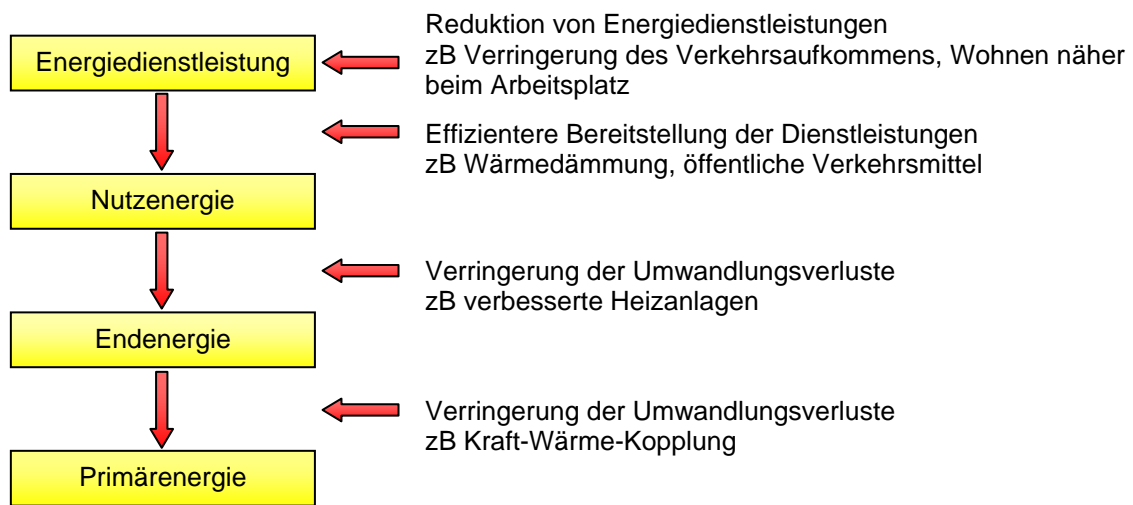 Reduktion von Energiedienstleistungen
Energiedienstleistung
zB Verringerung des Verkehrsaufkommens, Wohnen näher
beim Arbeitsplatz
Effizientere Bereitstellung der Dienstleistungen
zB Wärmedämmung, öffentliche Verkehrsmittel
Nutzenergie
Verringerung der Umwandlungsverluste
zB verbesserte Heizanlagen
Endenergie
Verringerung der Umwandlungsverluste
zB Kraft-Wärme-Kopplung
Primärenergie